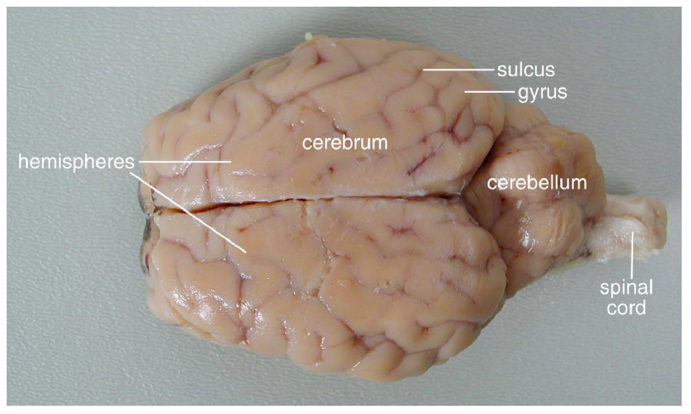 sulcus
gyrus
cerebrum
hemispheres
cerebellum
spinal
cord